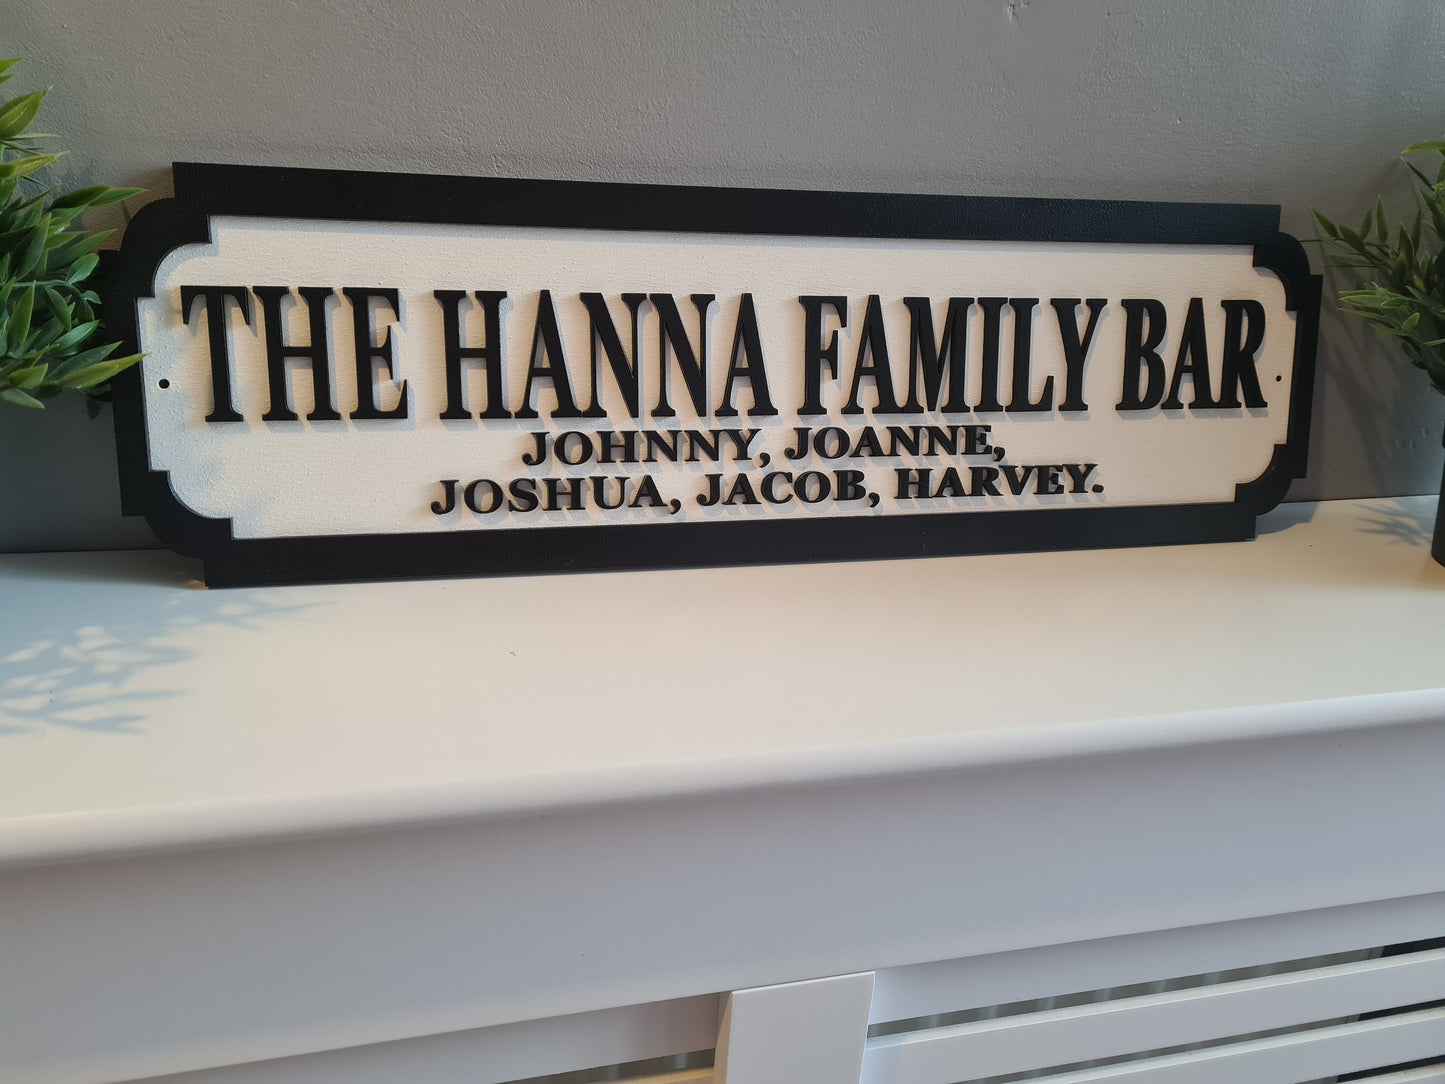 THE HANNA FAMILY BAR
JOHNNY, JOANNE,
JOSHUA, JACOB, HARVEY.